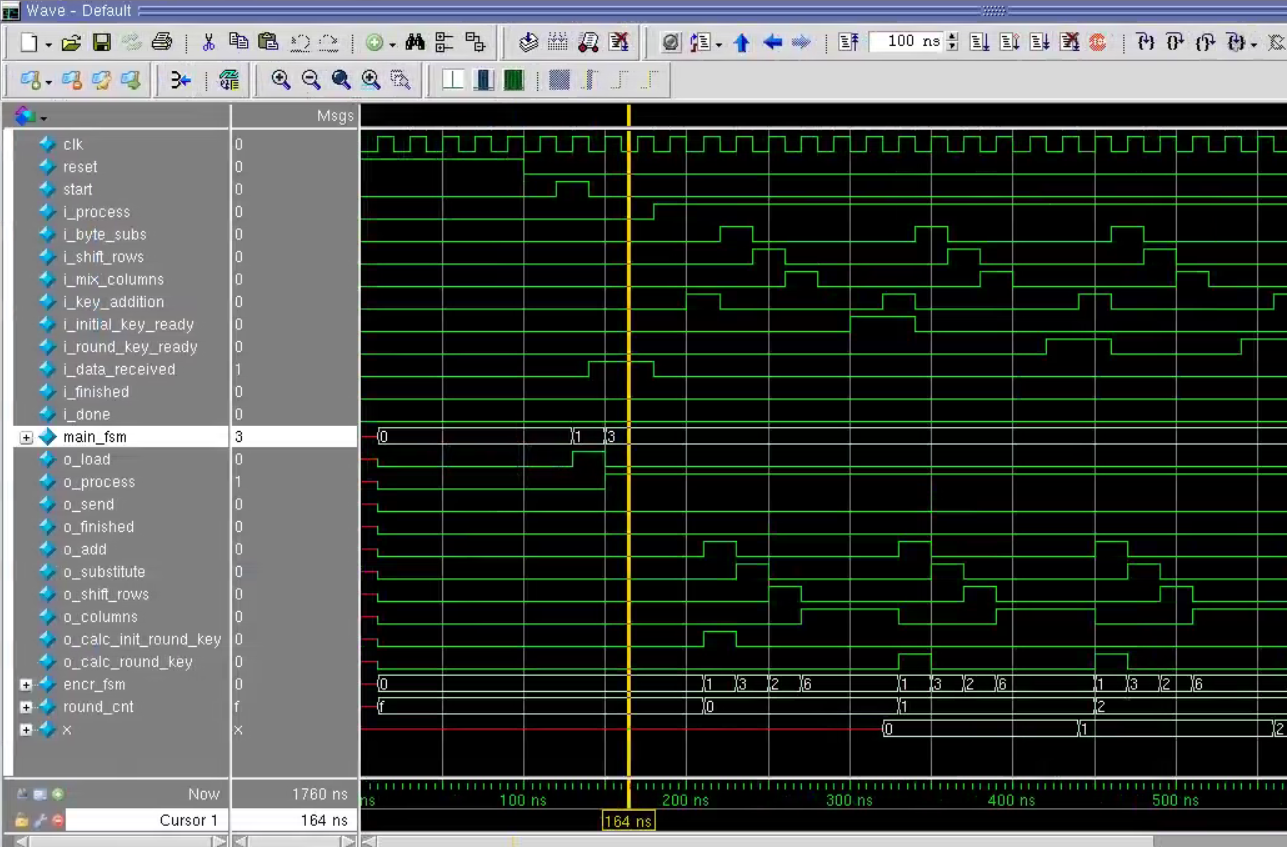 Wave - Default
100 ns
Msgs
clk 0
reset 0
start 0
i_process 0
i_byte_subs 0
i_shift_rows 0
i_mix_columns 0
i_key_addition 0
i_initial_key_ready 0
i_round_key_ready 0
i_data_received 1
i_finished 0
i_done 0
main_fsm 3 0 1 3
o_load 0
o_process 1
o_send 0
o_finished 0
o_add 0
o_substitute 0
o_shift_rows 0
o_columns 0
o_calc_init_round_key 0
o_calc_round_key 0
encr_fsm 0 0 1 3 2 6 1 3 2 6 1 3 2 6
round_cnt f f 0 1 2
x x 0 1 2
Now 1760 ns ns 100 ns 200 ns 300 ns 400 ns 500 ns
Cursor 1 164 ns 164 ns